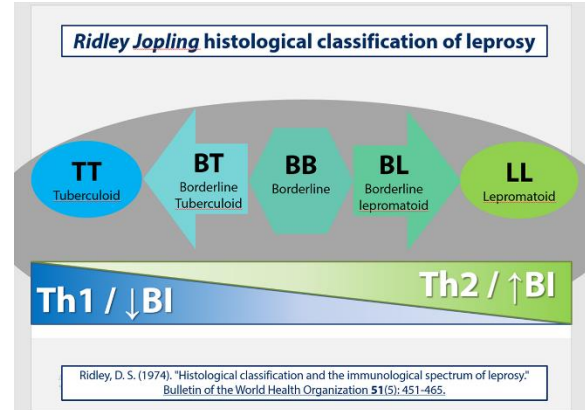 Ridley Jopling histological classification of leprosy
TT
Tuberculoid
BT
Borderline
Tuberculoid
BB
Borderline
BL
Borderline
lepromatoid
LL
Lepromatoid
Th1 / ↓BI
Th2 / ↑BI
Ridley, D. S. (1974). "Histological classification and the immunological spectrum of leprosy."
Bulletin of the World Health Organization 51(5): 451-465.